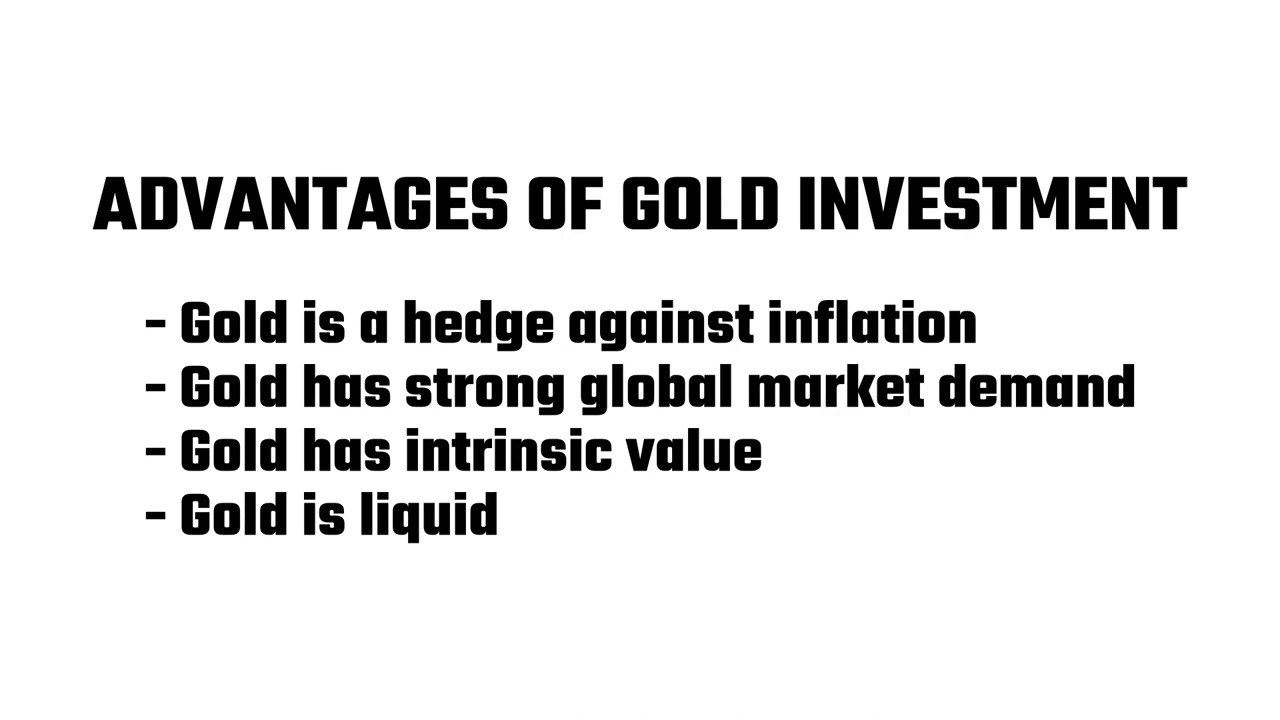 ADVANTAGES OF GOLD INVESTMENT
- Gold is a hedge against inflation
- Gold has strong global market demand
- Gold has intrinsic value
- Gold is liquid